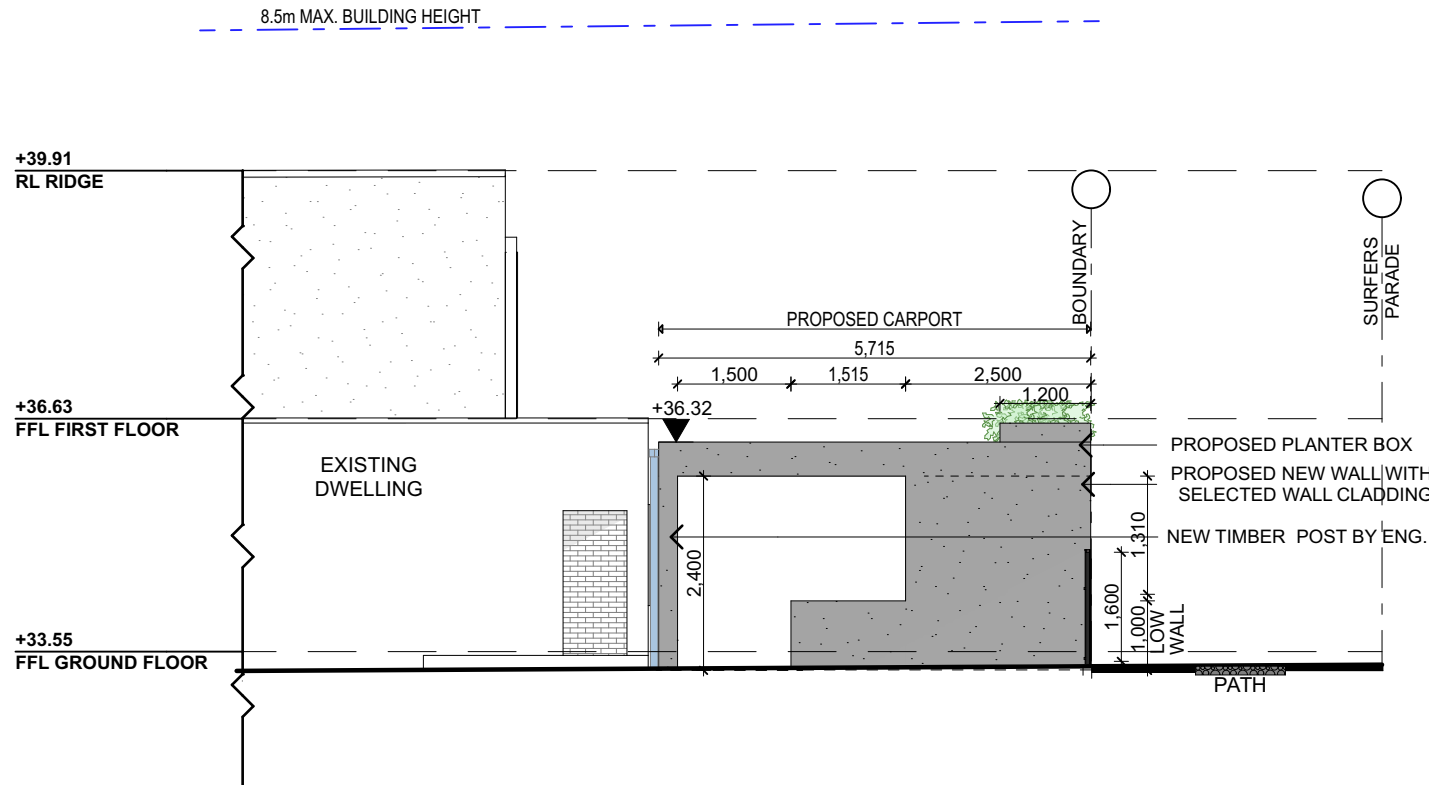 8.5m MAX. BUILDING HEIGHT
+39.91
RL RIDGE
BOUNDARY
SURFERS
PARADE
PROPOSED CARPORT
5,715
1,500
1,515
2,500
1,200
+36.63
FFL FIRST FLOOR
+36.32
EXISTING
DWELLING
PROPOSED PLANTER BOX
PROPOSED NEW WALL WITH
SELECTED WALL CLADDING
NEW TIMBER POST BY ENG.
2,400
1,310
1,600
1,000
LOW
WALL
+33.55
FFL GROUND FLOOR
PATH